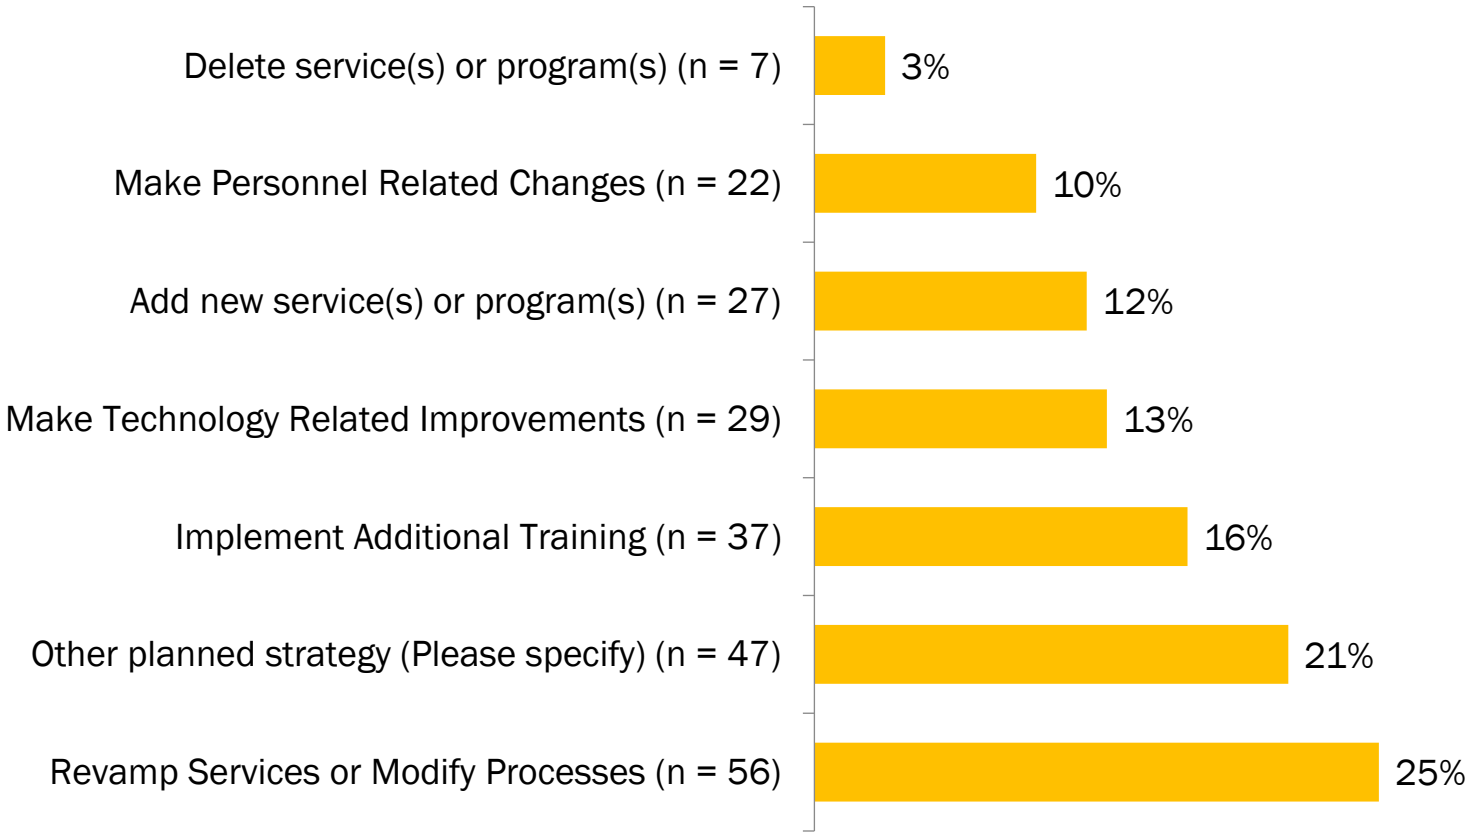 Delete service(s) or program(s) (n = 7) 3%
Make Personnel Related Changes (n = 22) 10%
Add new service(s) or program(s) (n = 27) 12%
Make Technology Related Improvements (n = 29) 13%
Implement Additional Training (n = 37) 16%
Other planned strategy (Please specify) (n = 47) 21%
Revamp Services or Modify Processes (n = 56) 25%